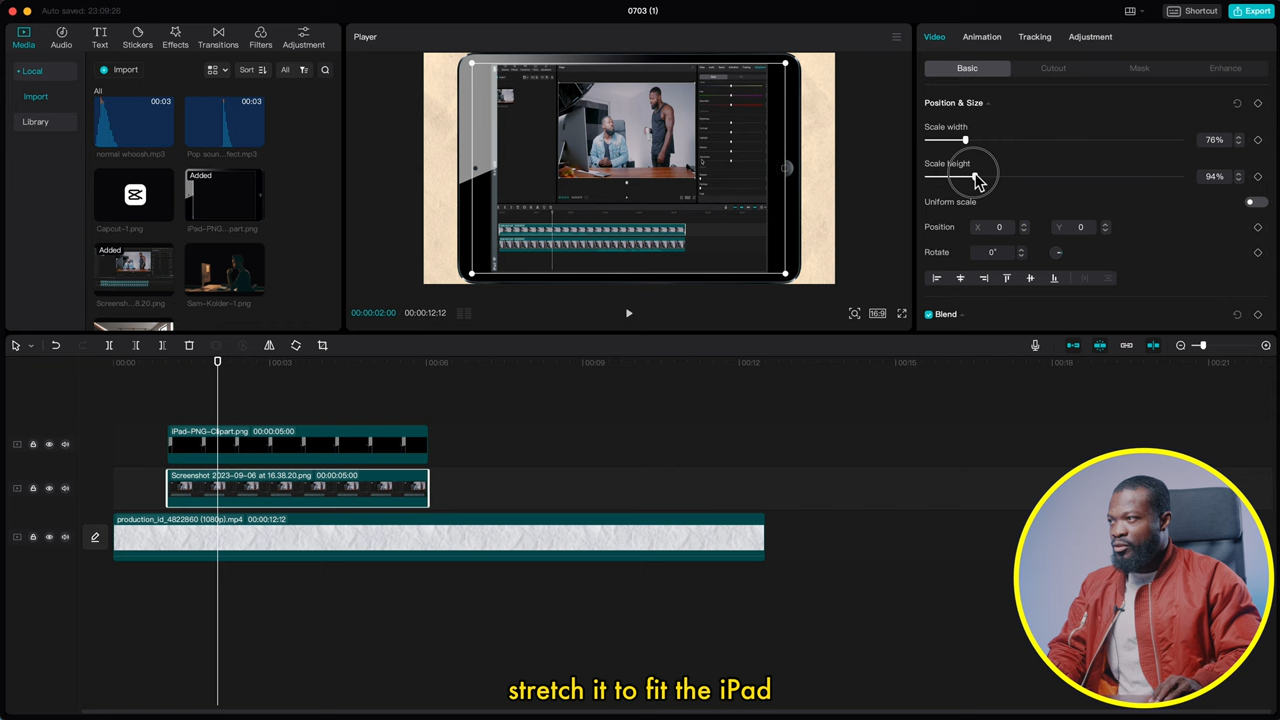 Auto saved: 23:09:26
0703 (1)
Shortcut
Export
Media
Audio
Text
Stickers
Effects
Transitions
Filters
Adjustment
Player
Video
Animation
Tracking
Adjustment
Local
Import
Sort
All
Basic
Cutout
Mask
Enhance
Import
Library
All
00:03
00:03
normal whoosh.mp3
Pop soun...fect.mp3
Added
Capcut-1.png
iPad-PNG...part.png
Added
Screensh...8.20.png
Sam-Kolder-1.png
Position & Size
Scale width
76%
Scale height
94%
Uniform scale
Position
X
0
Y
0
Rotate
0°
Blend
00:00:02:00
00:00:12:12
16:9
00:00
00:03
00:06
00:09
00:12
00:15
00:18
00:21
iPad-PNG-Clipart.png 00:00:05:00
Screenshot 2023-09-06 at 16.38.20.png 00:00:05:00
production_id_4822860 (1080p).mp4 00:00:12:12
stretch it to fit the iPad